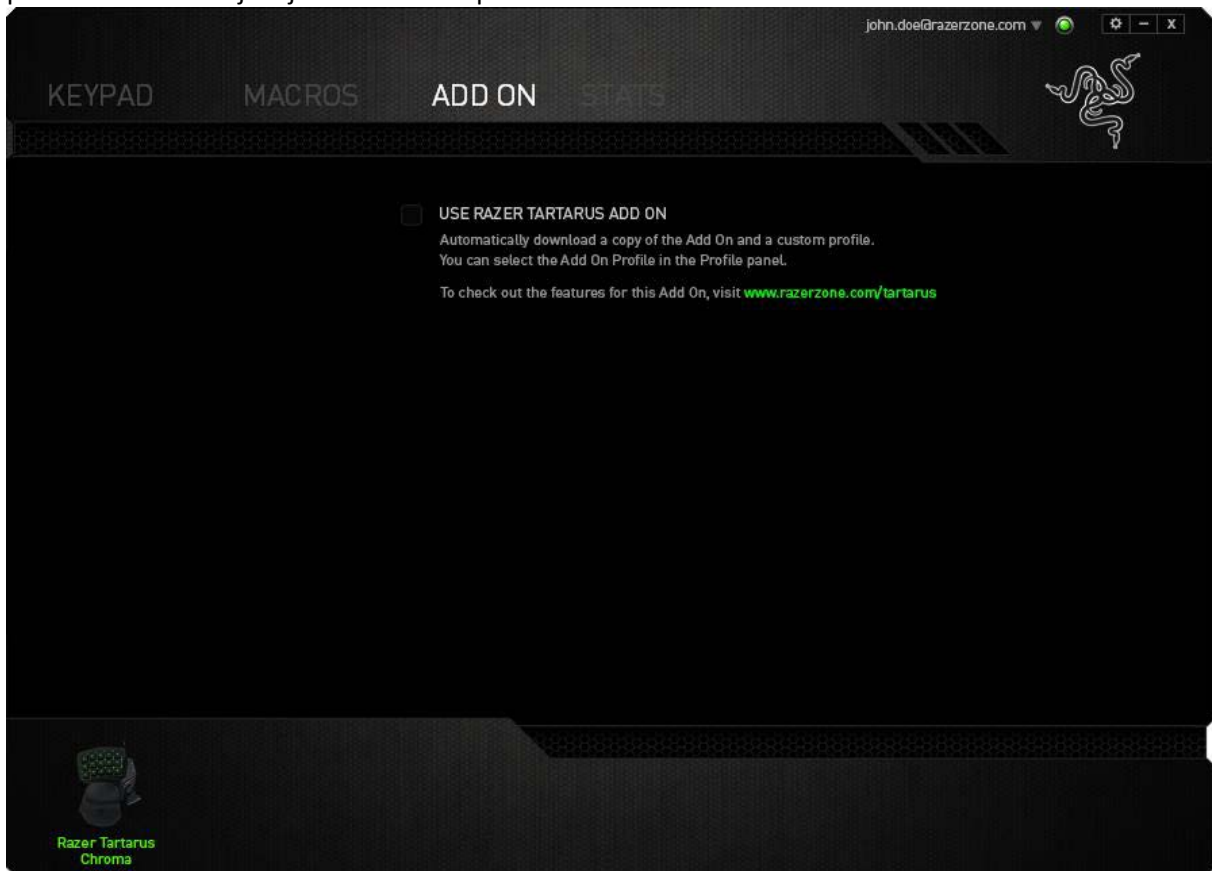 john.doe@razerzone.com
KEYPAD MACROS ADD ON STATS
USE RAZER TARTARUS ADD ON
Automatically download a copy of the Add On and a custom profile.
You can select the Add On Profile in the Profile panel.
To check out the features for this Add On, visit www.razerzone.com/tartarus
Razer Tartarus
Chroma